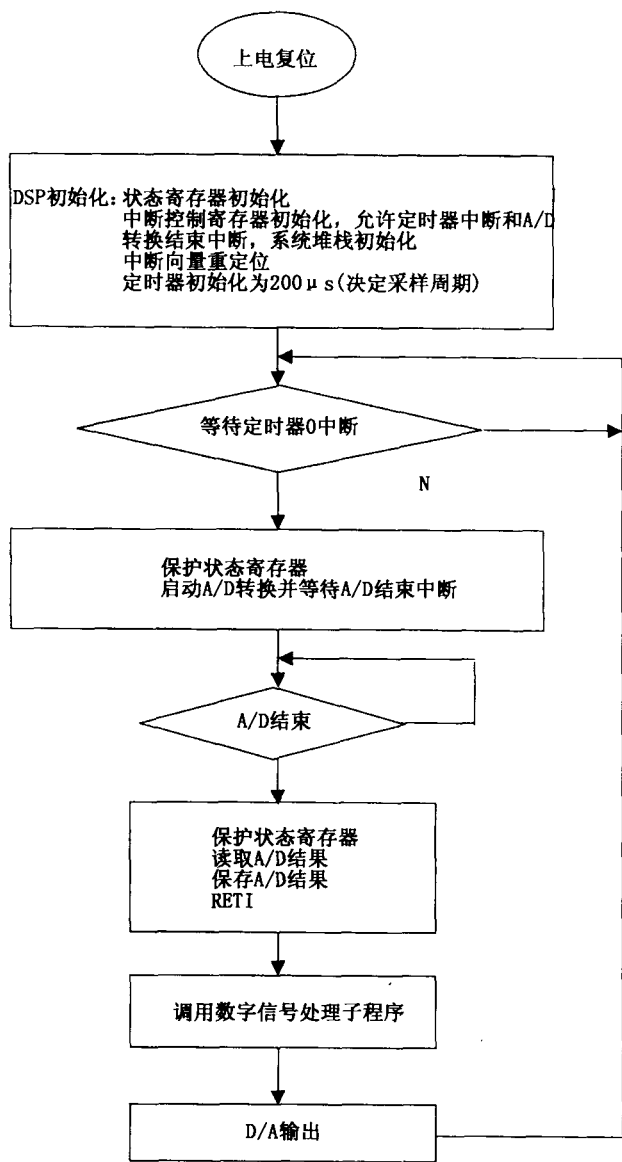 上电复位
DSP初始化：状态寄存器初始化
中断控制寄存器初始化，允许定时器中断和A/D
转换结束中断，系统堆栈初始化
中断向量重定位
定时器初始化为200μs(决定采样周期)
等待定时器0中断
N
保护状态寄存器
启动A/D转换并等待A/D结束中断
A/D结束
保护状态寄存器
读取A/D结果
保存A/D结果
RETI
调用数字信号处理子程序
D/A输出